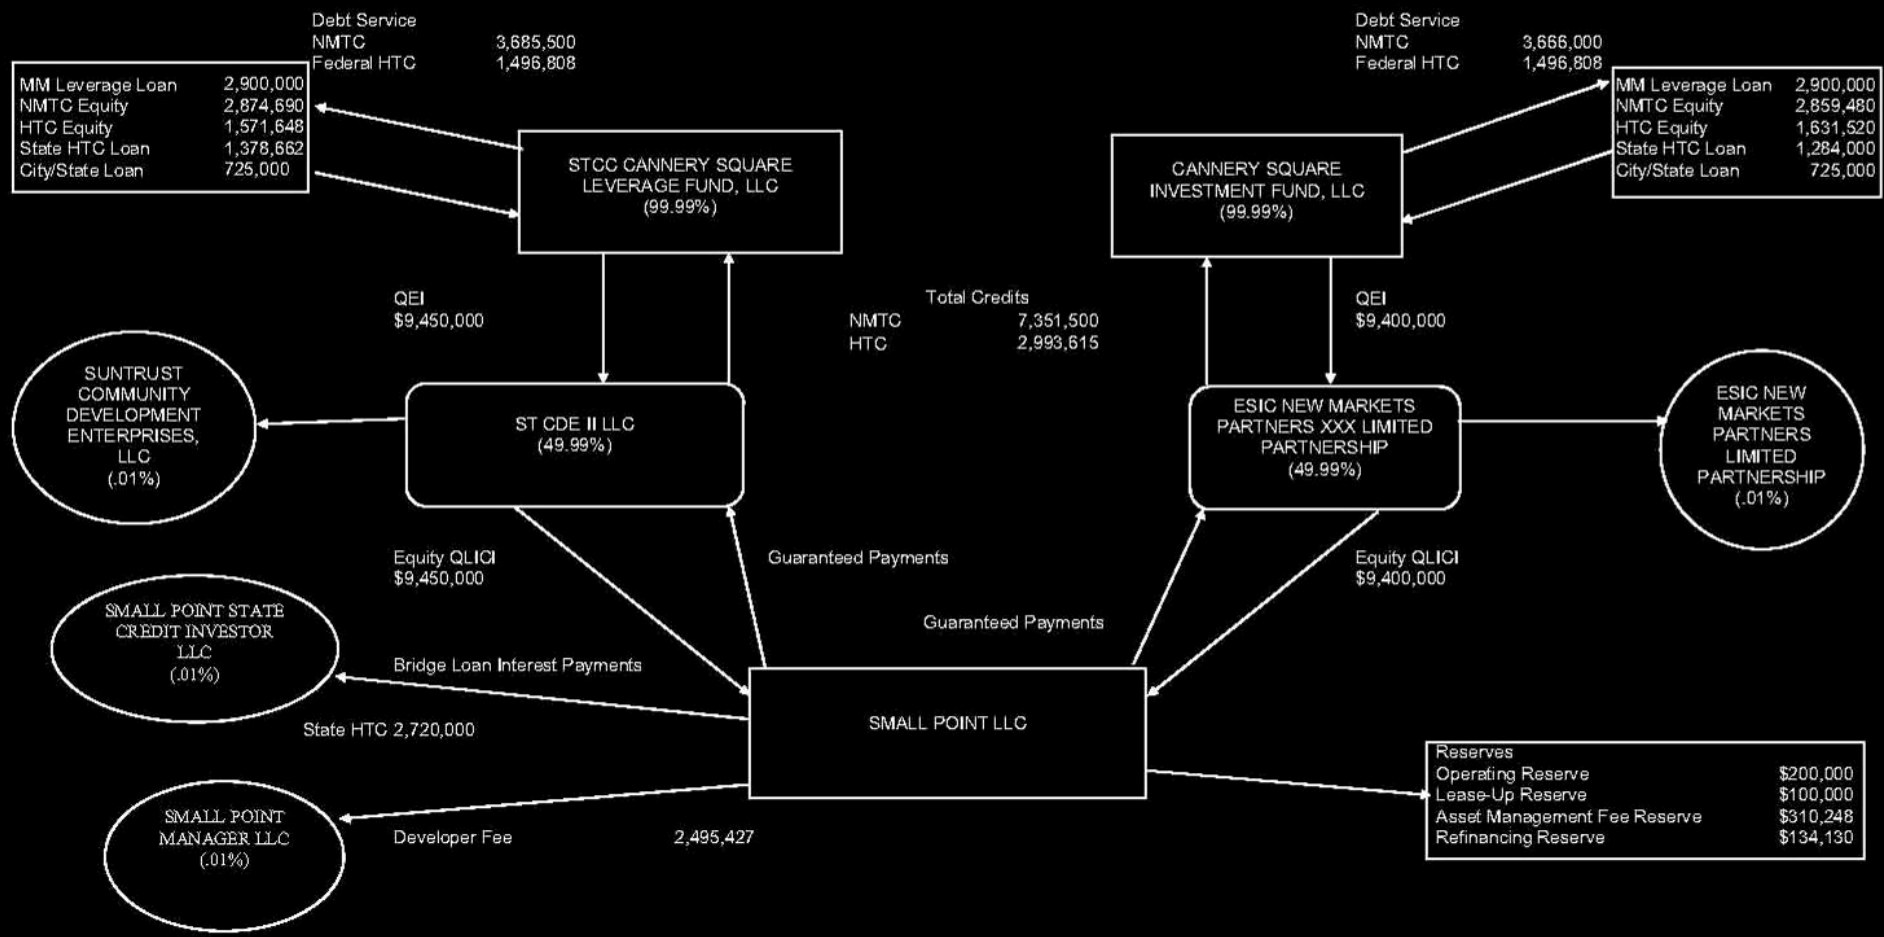 Debt Service
NMTC 3,685,500
Federal HTC 1,496,808
MM Leverage Loan 2,900,000
NMTC Equity 2,874,690
HTC Equity 1,571,648
State HTC Loan 1,378,662
City/State Loan 725,000
STCC CANNERY SQUARE
LEVERAGE FUND, LLC
(99.99%)
Debt Service
NMTC 3,666,000
Federal HTC 1,496,808
MM Leverage Loan 2,900,000
NMTC Equity 2,859,480
HTC Equity 1,631,520
State HTC Loan 1,284,000
City/State Loan 725,000
CANNERY SQUARE
INVESTMENT FUND, LLC
(99.99%)
QEI
$9,450,000
Total Credits
NMTC 7,351,500
HTC 2,993,615
QEI
$9,400,000
SUNTRUST
COMMUNITY
DEVELOPMENT
ENTERPRISES,
LLC
(.01%)
ST CDE II LLC
(49.99%)
ESIC NEW MARKETS
PARTNERS XXX LIMITED
PARTNERSHIP
(49.99%)
ESIC NEW
MARKETS
PARTNERS
LIMITED
PARTNERSHIP
(.01%)
Equity QLICI
$9,450,000
Guaranteed Payments
Equity QLICI
$9,400,000
Guaranteed Payments
SMALL POINT STATE
CREDIT INVESTOR
LLC
(.01%)
Bridge Loan Interest Payments
State HTC 2,720,000
SMALL POINT LLC
SMALL POINT
MANAGER LLC
(.01%)
Developer Fee 2,495,427
Reserves
Operating Reserve $200,000
Lease-Up Reserve $100,000
Asset Management Fee Reserve $310,248
Refinancing Reserve $134,130